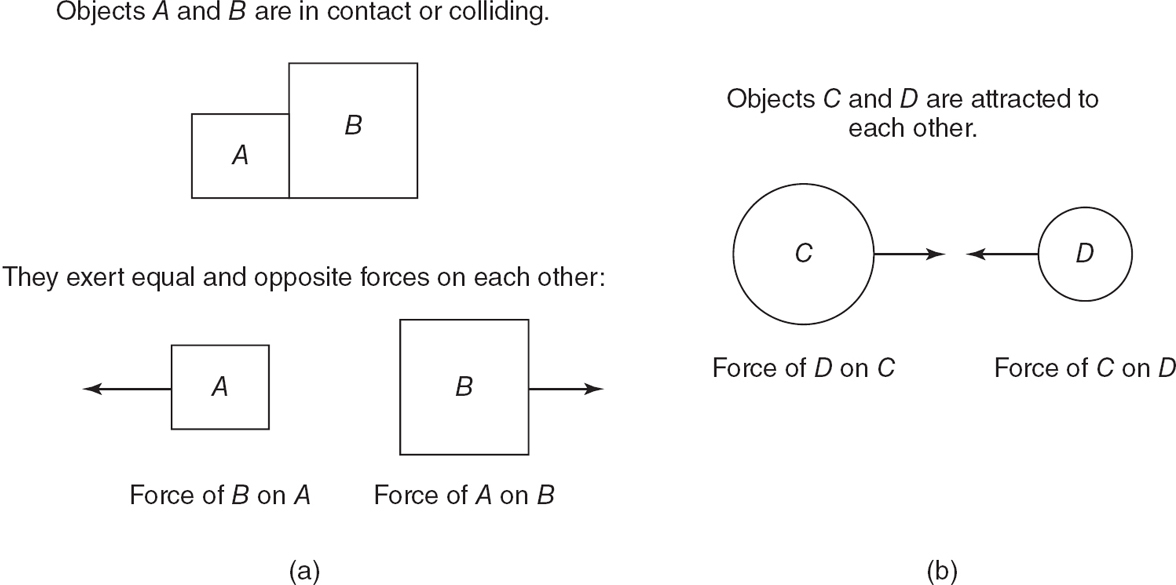 Objects A and B are in contact or colliding.
A
B
They exert equal and opposite forces on each other:
A
B
Force of B on A
Force of A on B
(a)
Objects C and D are attracted to
each other.
C
D
Force of D on C
Force of C on D
(b)